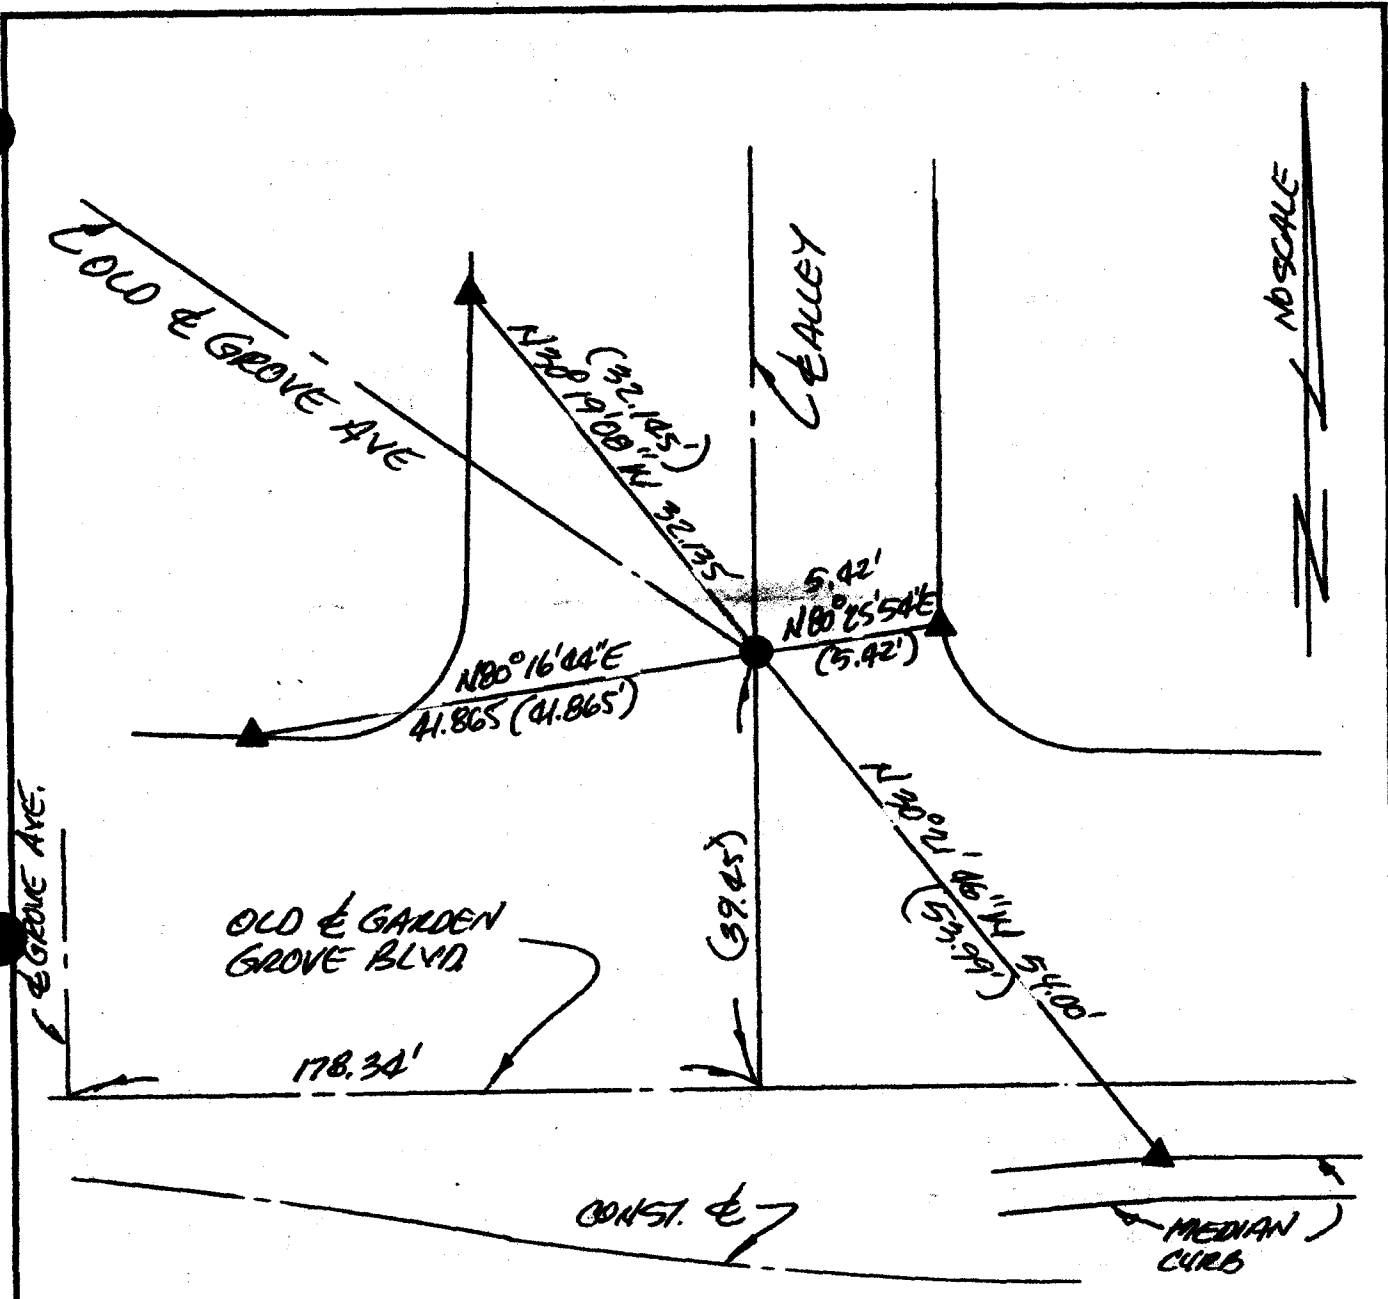 NO SCALE
N
OLD ℄ GROVE AVE
℄ ALLEY
(32.145')
N30° 19' 08" W 32.135
5.42'
N80° 25' 54" E
(5.42')
N80° 16' 44" E
41.865 (41.865')
℄ GROVE AVE.
(39.45)
N 30° 21' 46" W 54.00'
(53.99')
OLD ℄ GARDEN
GROVE BLVD.
178.34'
CONST. ℄
MEDIAN
CURB